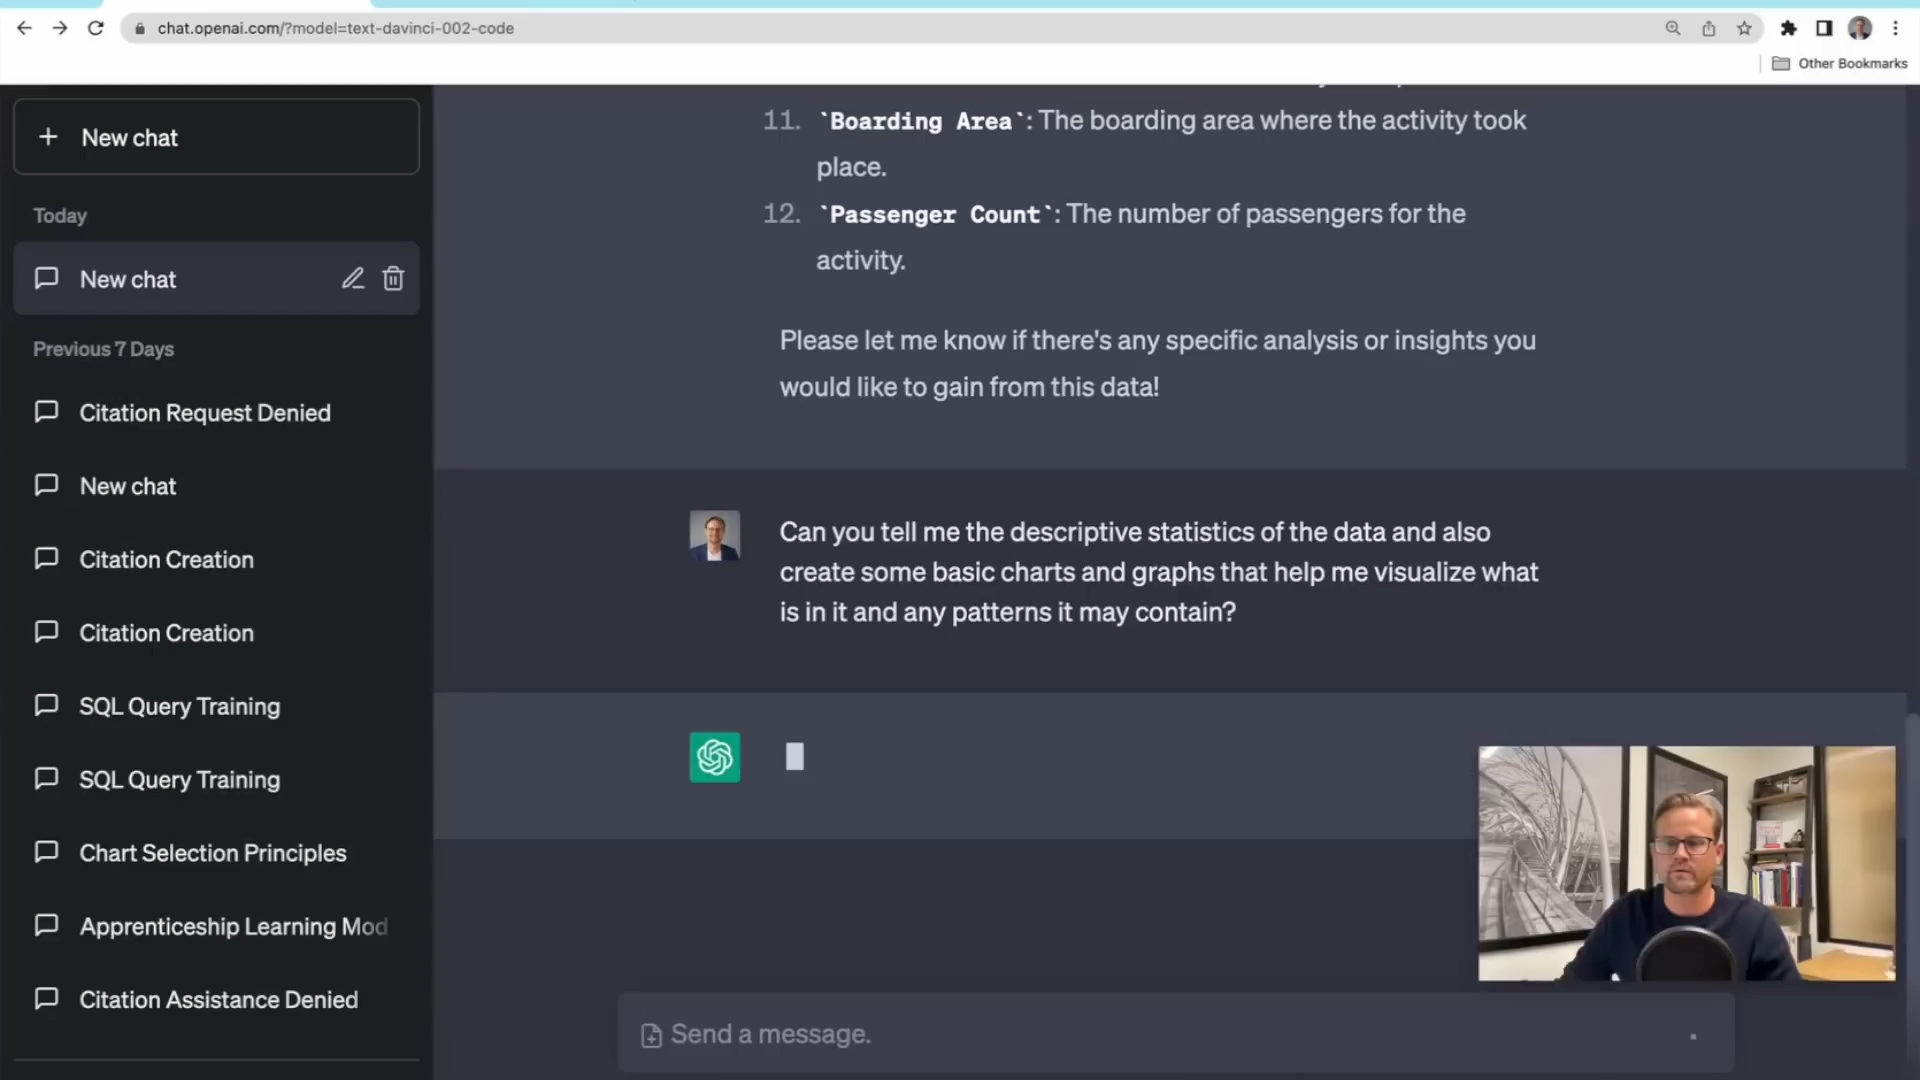 chat.openai.com/?model=text-davinci-002-code
Other Bookmarks
New chat
Today
New chat
Previous 7 Days
Citation Request Denied
New chat
Citation Creation
Citation Creation
SQL Query Training
SQL Query Training
Chart Selection Principles
Apprenticeship Learning Mod
Citation Assistance Denied
11. `Boarding Area`: The boarding area where the activity took
place.
12. `Passenger Count`: The number of passengers for the
activity.
Please let me know if there's any specific analysis or insights you
would like to gain from this data!
Can you tell me the descriptive statistics of the data and also
create some basic charts and graphs that help me visualize what
is in it and any patterns it may contain?
Send a message.